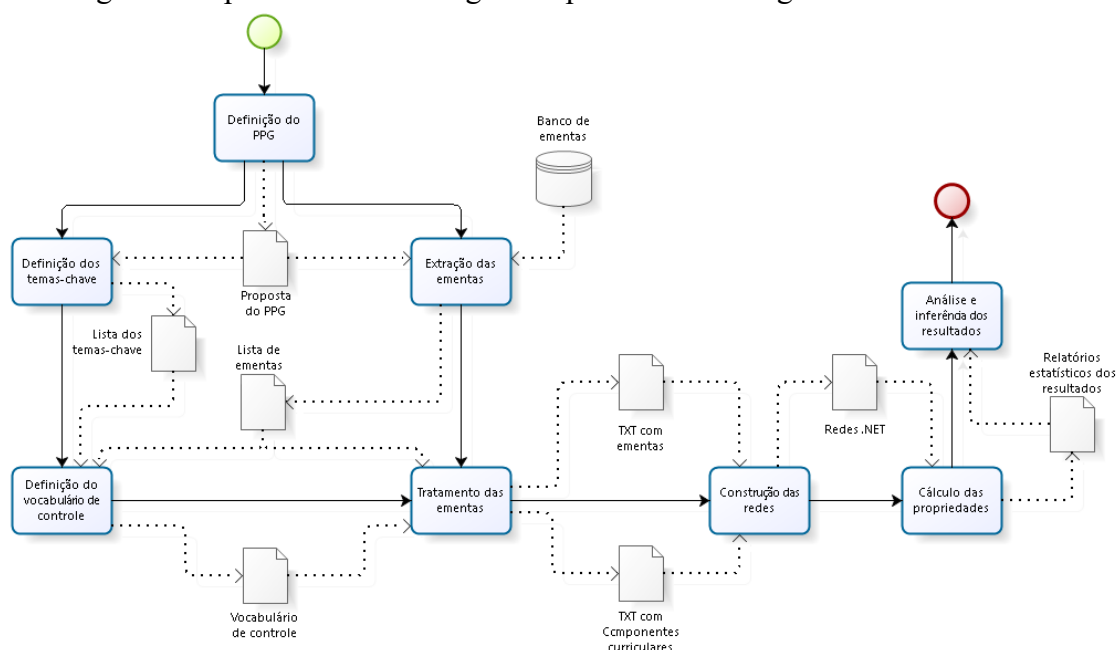 Definição do
PPG
Banco de
ementas
Definição dos
temas-chave
Proposta
do PPG
Extração das
ementas
Análise e
inferência dos
resultados
Lista dos
temas-chave
Lista de
ementas
TXT com
ementas
Redes .NET
Relatórios
estatísticos dos
resultados
Definição do
vocabulário de
controle
Tratamento das
ementas
Construção das
redes
Cálculo das
propriedades
Vocabulário
de controle
TXT com
Componentes
curriculares